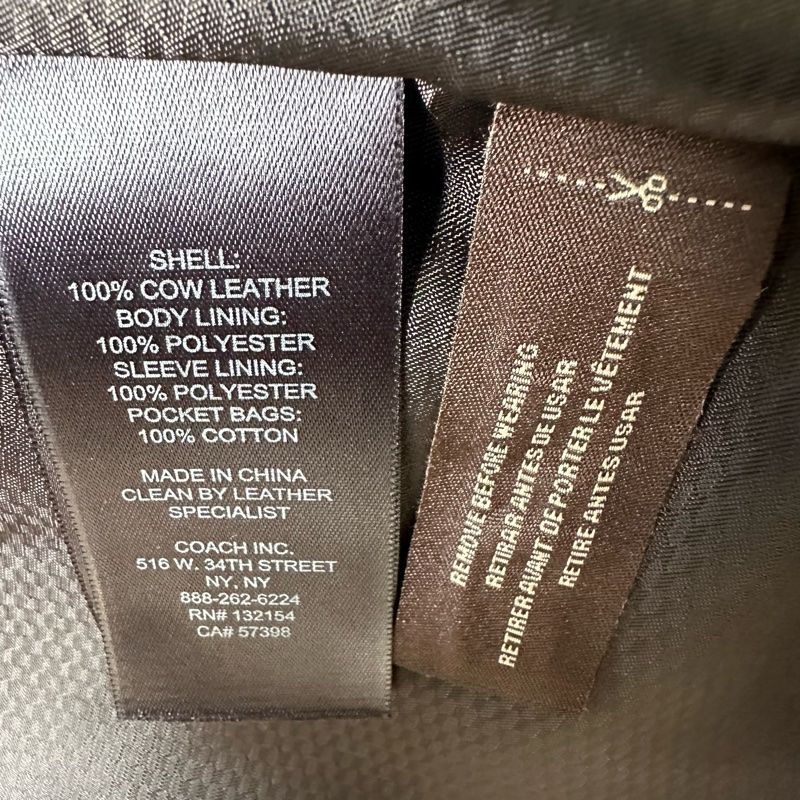 SHELL:
100% COW LEATHER
BODY LINING:
100% POLYESTER
SLEEVE LINING:
100% POLYESTER
POCKET BAGS:
100% COTTON
MADE IN CHINA
CLEAN BY LEATHER
SPECIALIST
COACH INC.
516 W. 34TH STREET
NY, NY
888-262-6224
RN# 132154
CA# 57398
REMOVE BEFORE WEARING
RETIRAR ANTES DE USAR
RETIRER AVANT DE PORTER LE VÊTEMENT
RETIRE ANTES USAR